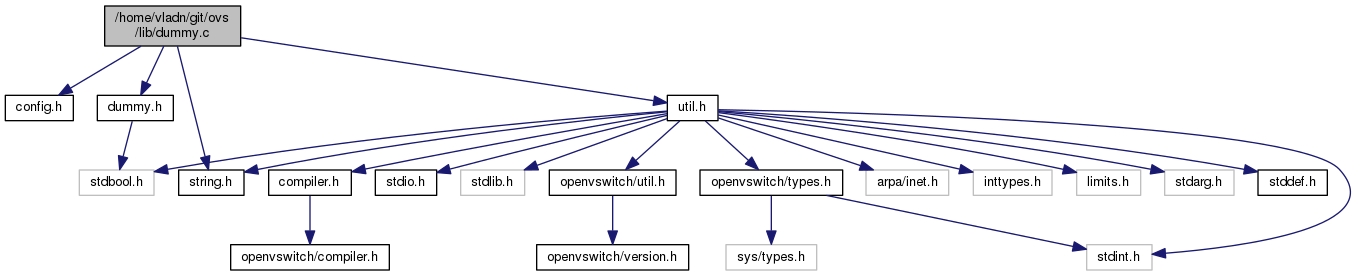 /home/vladn/git/ovs
/lib/dummy.c
config.h
dummy.h
util.h
stdbool.h
string.h
compiler.h
stdio.h
stdlib.h
openvswitch/util.h
openvswitch/types.h
arpa/inet.h
inttypes.h
limits.h
stdarg.h
stddef.h
openvswitch/compiler.h
openvswitch/version.h
sys/types.h
stdint.h